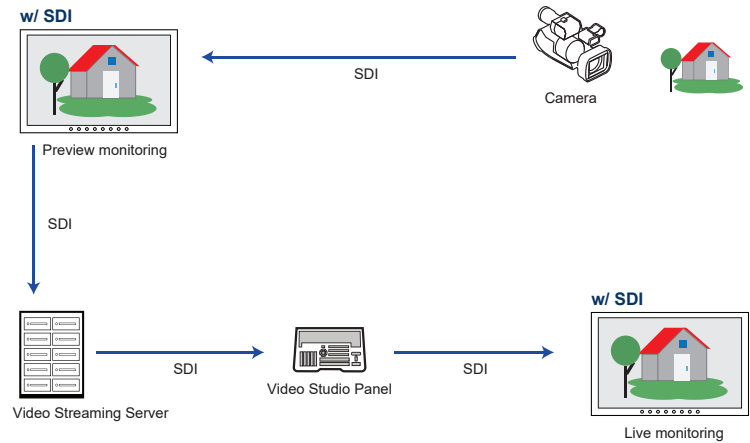 w/ SDI
SDI
Camera
Preview monitoring
SDI
w/ SDI
SDI
SDI
Video Studio Panel
Video Streaming Server
Live monitoring